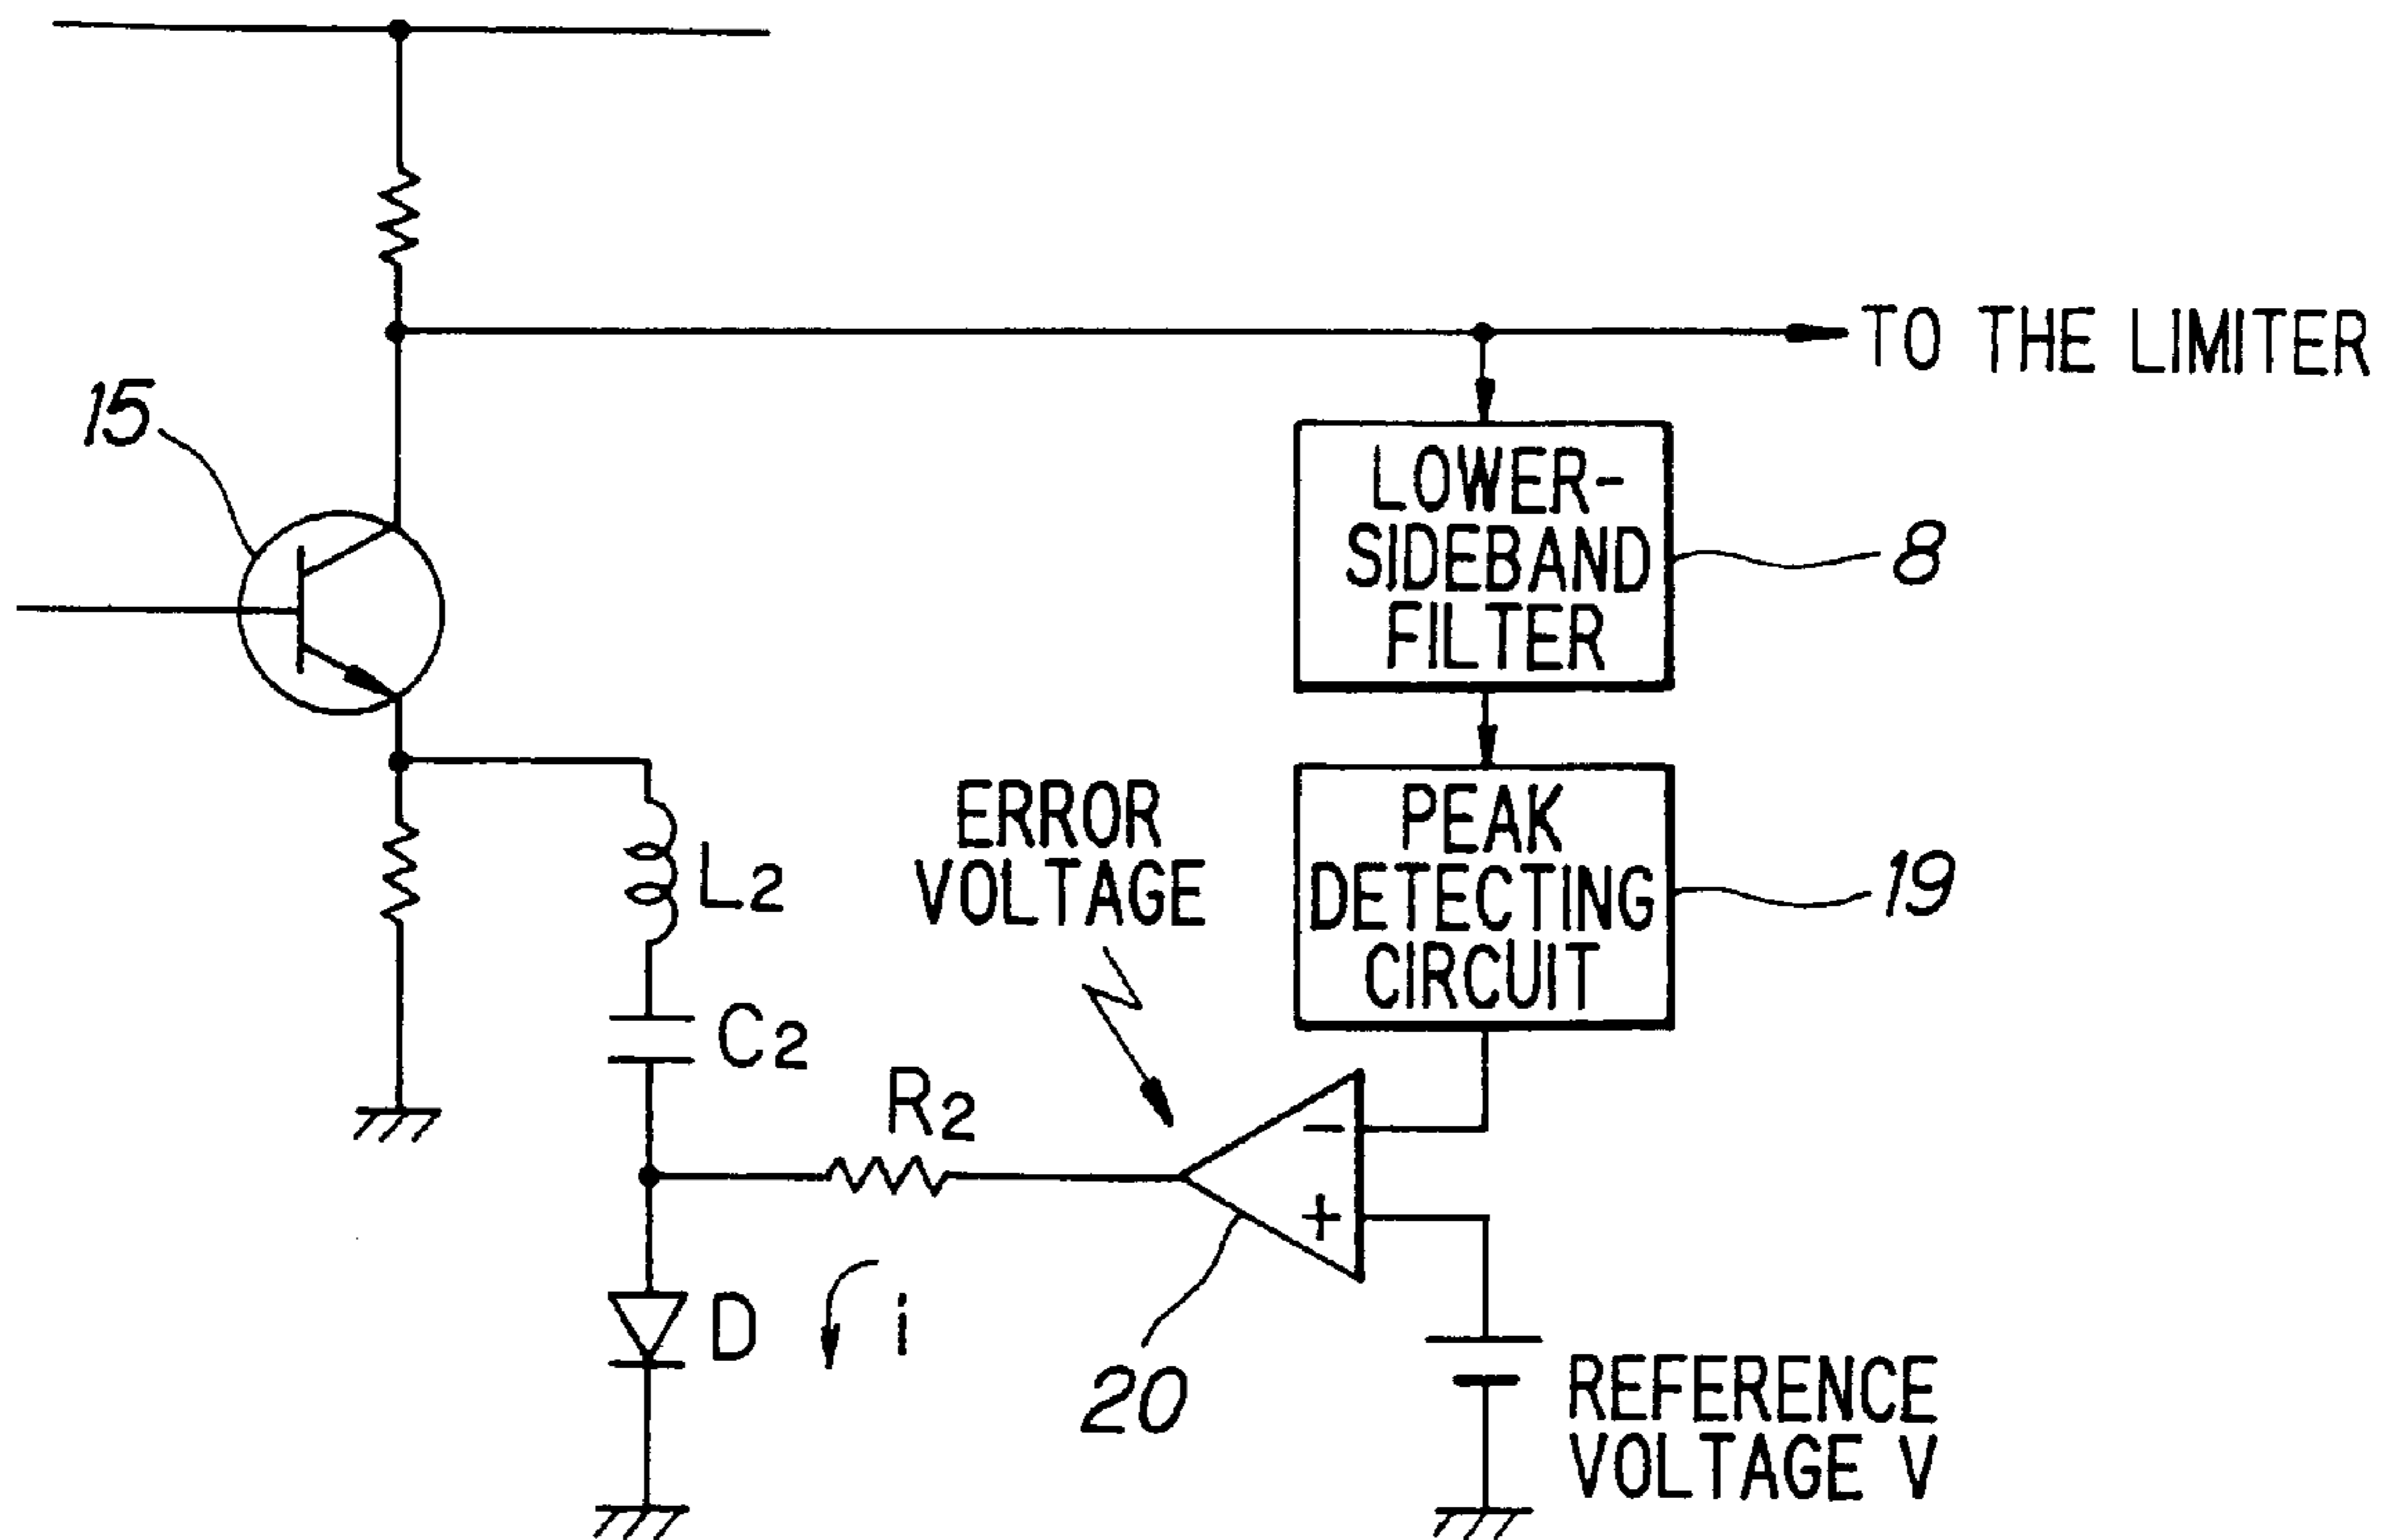 TO THE LIMITER
15
LOWER-
SIDEBAND
FILTER
8
ERROR
VOLTAGE
PEAK
DETECTING
CIRCUIT
19
L2
C2
R2
-
+
D
i
20
REFERENCE
VOLTAGE V